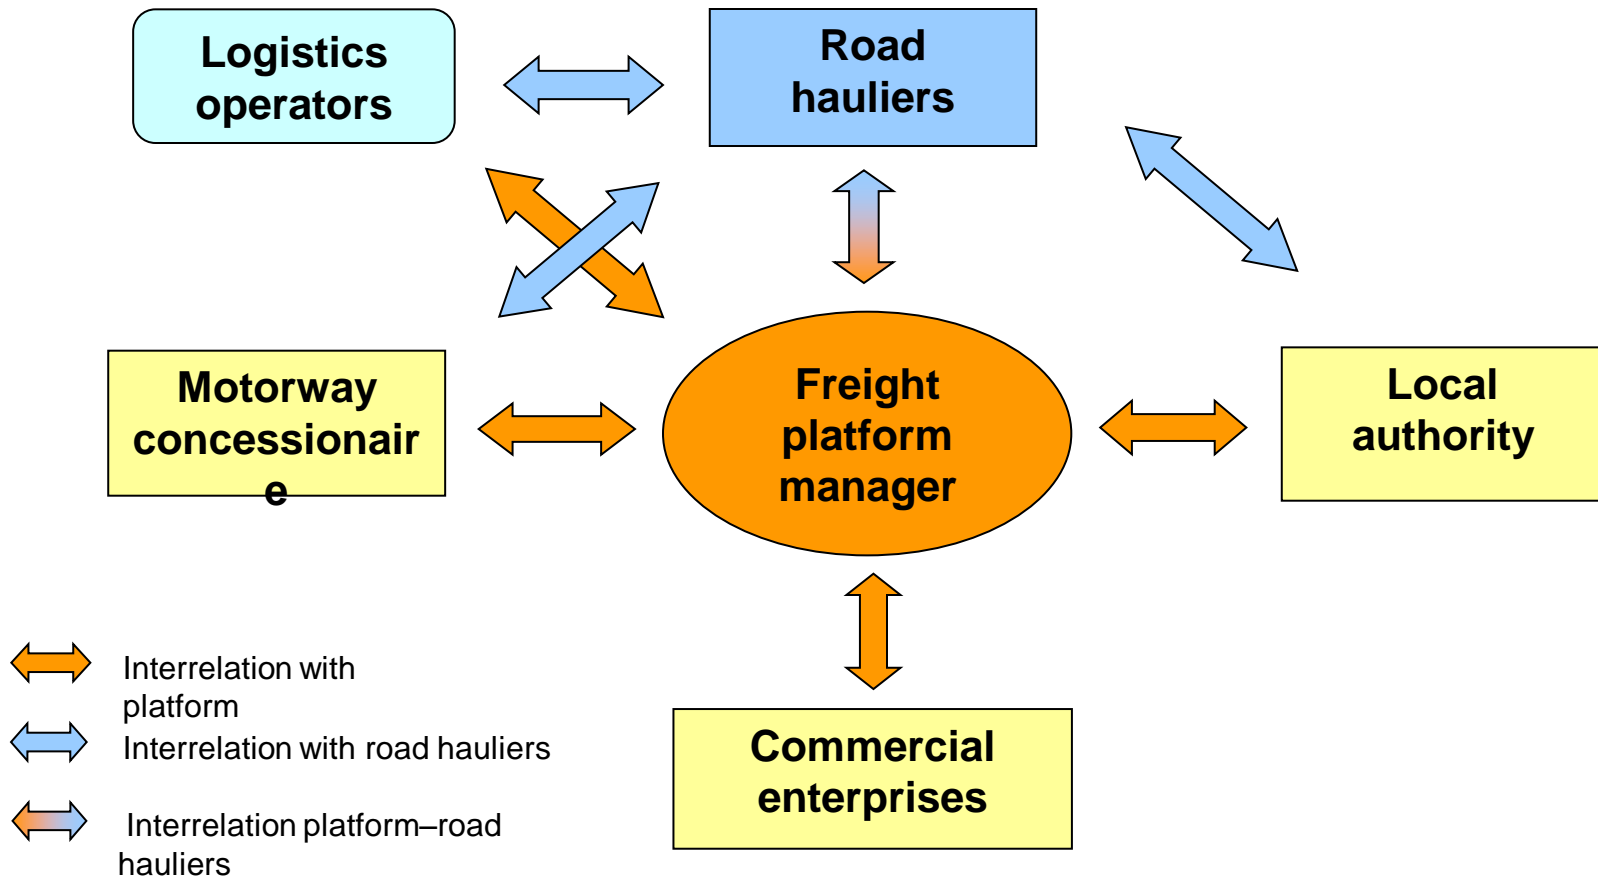 Logistics
operators
Road
hauliers
Motorway
concessionair
e
Freight
platform
manager
Local
authority
Commercial
enterprises
Interrelation with
platform
Interrelation with road hauliers
Interrelation platform–road
hauliers